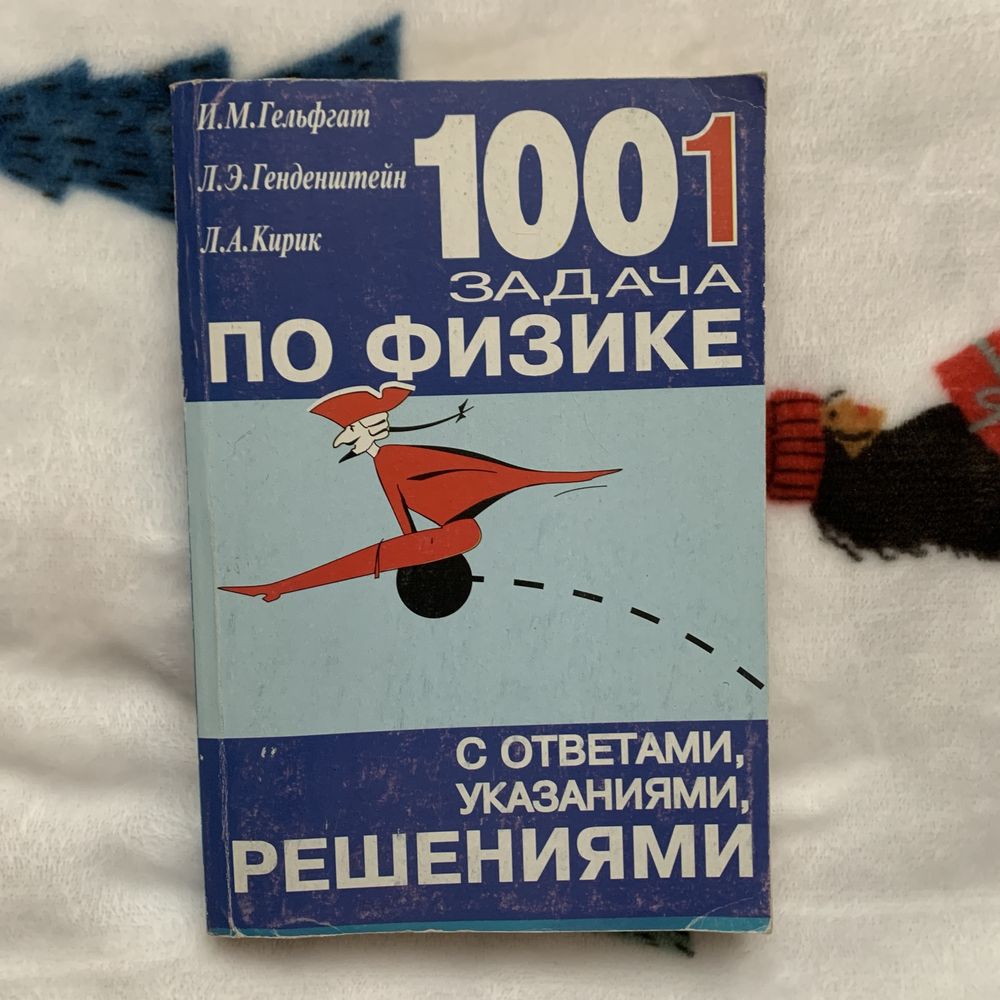 И.М.Гельфгат
Л.Э.Генденштейн
Л.А.Кирик
1001
ЗАДАЧА
ПО ФИЗИКЕ
С ОТВЕТАМИ,
УКАЗАНИЯМИ,
РЕШЕНИЯМИ